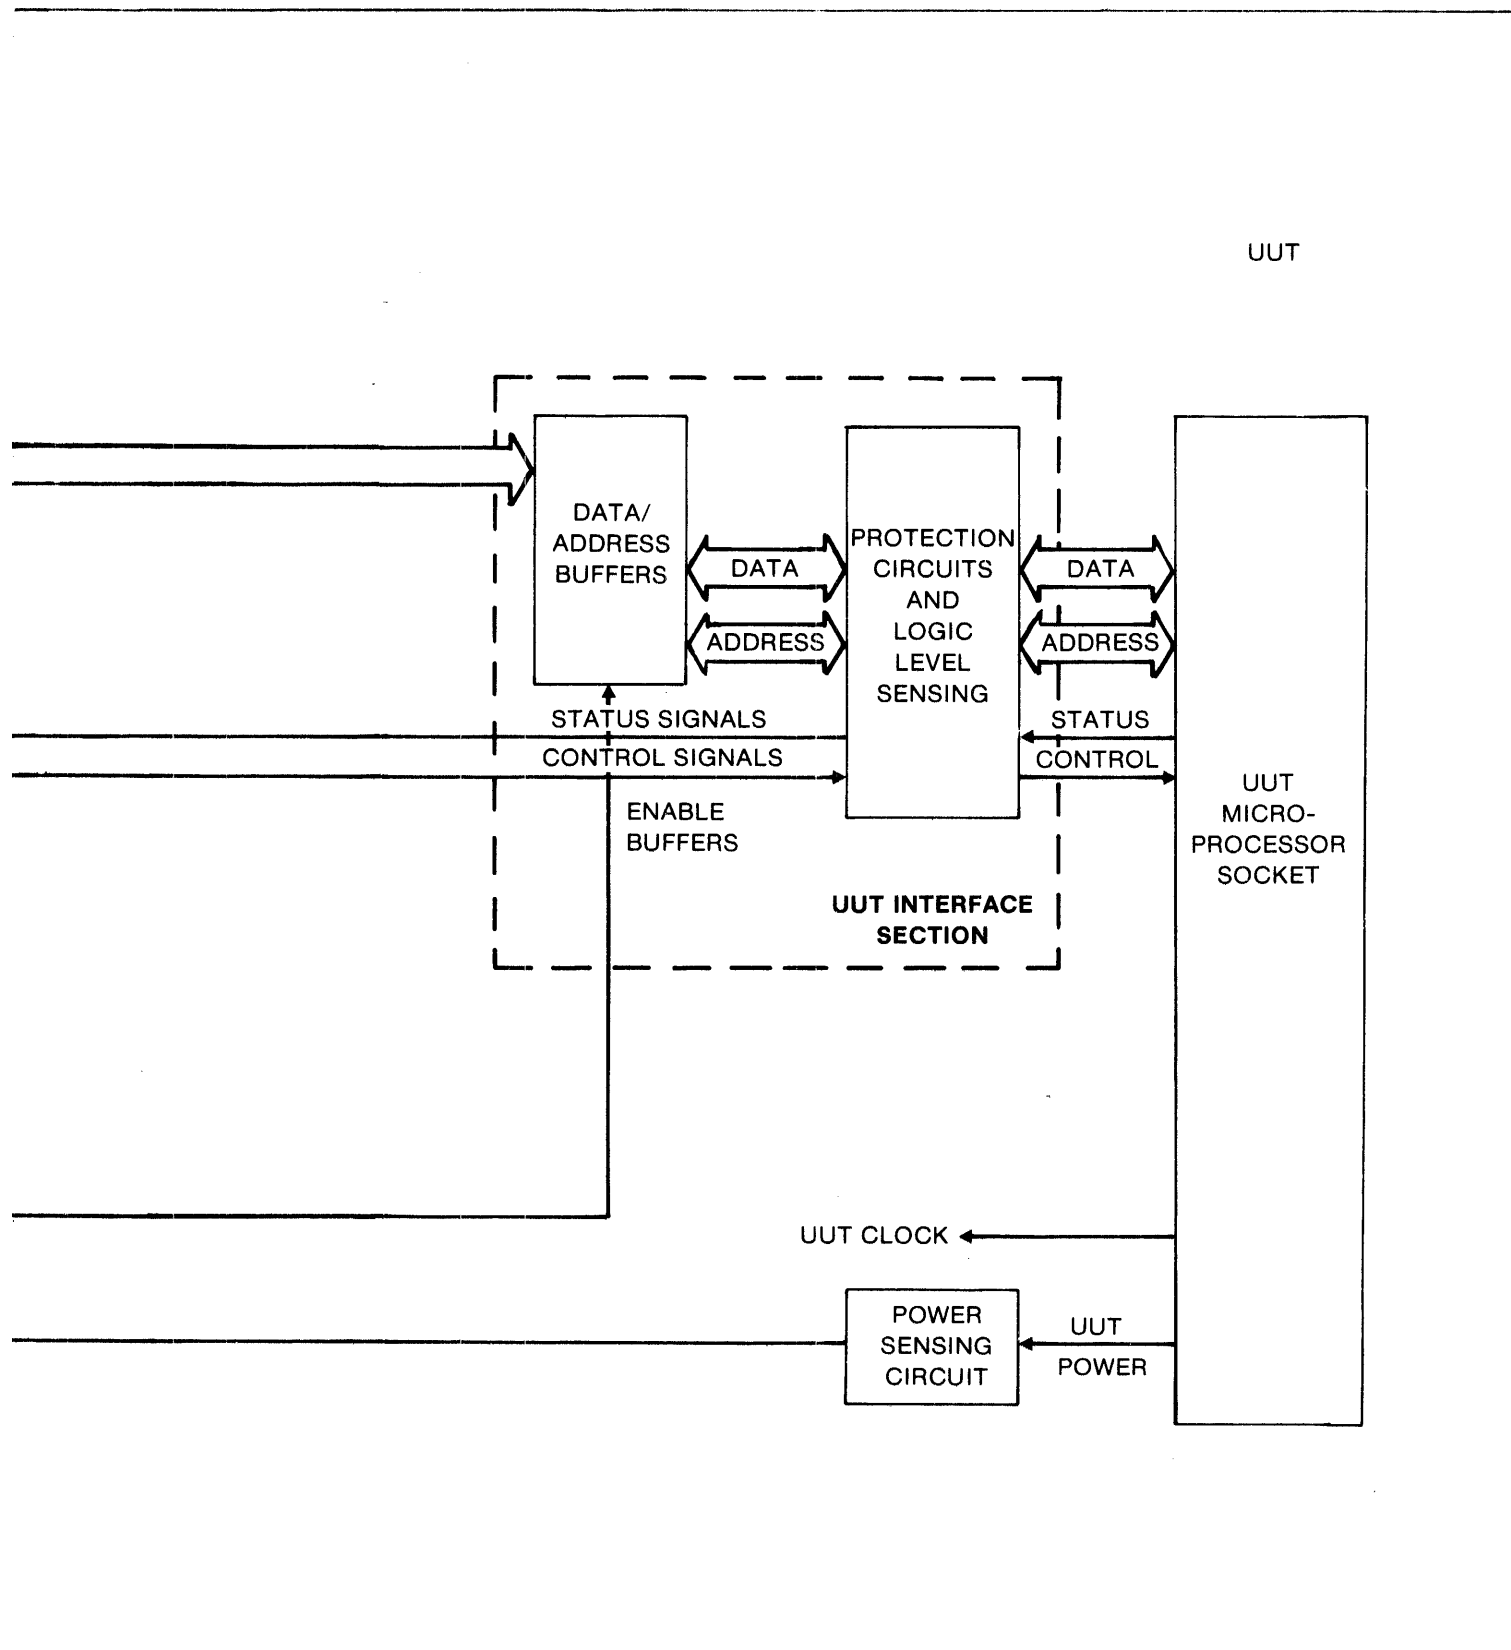 UUT
DATA/
ADDRESS
BUFFERS
DATA
ADDRESS
PROTECTION
CIRCUITS
AND
LOGIC
LEVEL
SENSING
DATA
ADDRESS
STATUS SIGNALS
CONTROL SIGNALS
STATUS
CONTROL
ENABLE
BUFFERS
UUT
MICRO-
PROCESSOR
SOCKET
UUT INTERFACE
SECTION
UUT CLOCK
POWER
SENSING
CIRCUIT
UUT
POWER